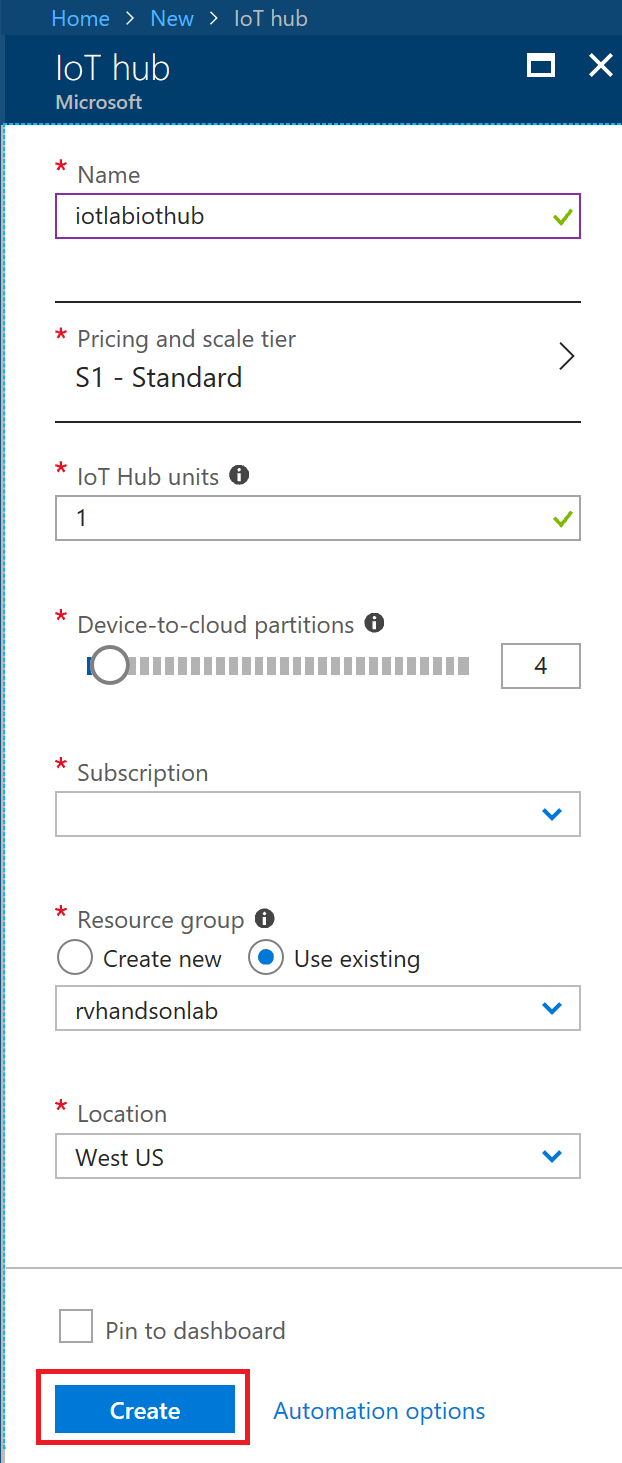 Home > New > IoT hub
IoT hub
Microsoft
* Name
iotlabiothub
* Pricing and scale tier
S1 - Standard
* IoT Hub units
1
* Device-to-cloud partitions
4
* Subscription
* Resource group
Create new Use existing
rvhandsonlab
* Location
West US
Pin to dashboard
Create Automation options